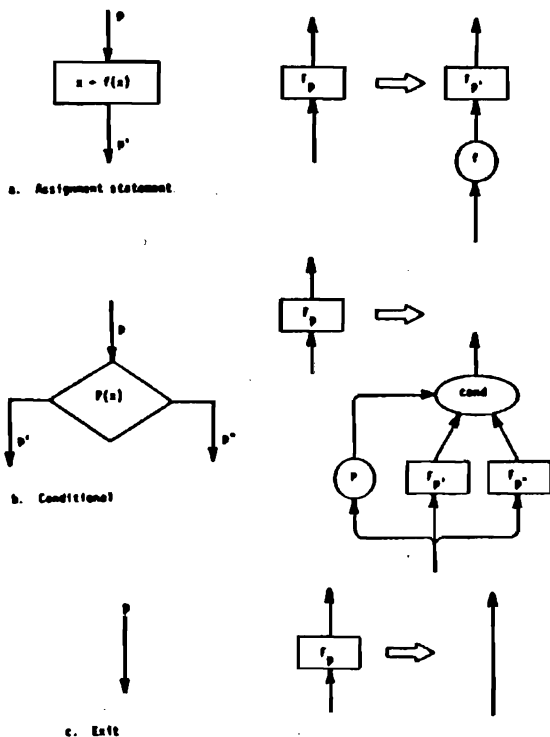 p
x ← f(x)
p'
a. Assignment statement
F_p
F_p'
f
p
P(x)
p'
p"
b. Conditional
F_p
cond
P
F_p'
F_p"
p
c. Exit
F_p